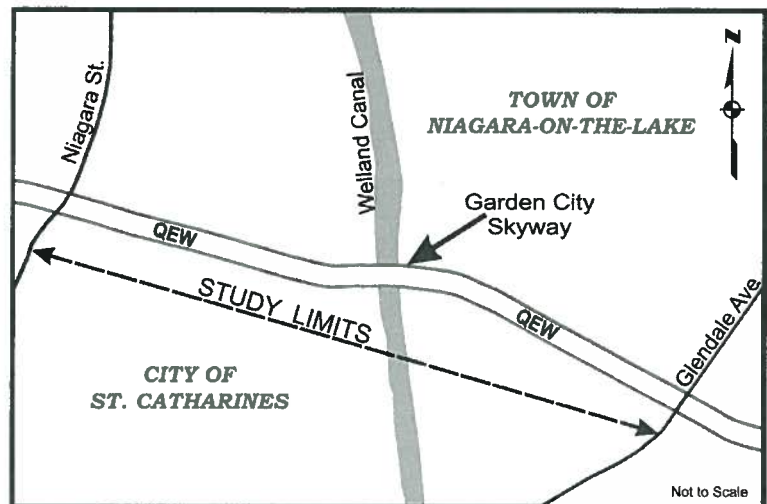 Niagara St.
Welland Canal
TOWN OF
NIAGARA-ON-THE-LAKE
Z
Garden City
Skyway
QEW
STUDY LIMITS
QEW
Glendale Ave.
CITY OF
ST. CATHARINES
Not to Scale